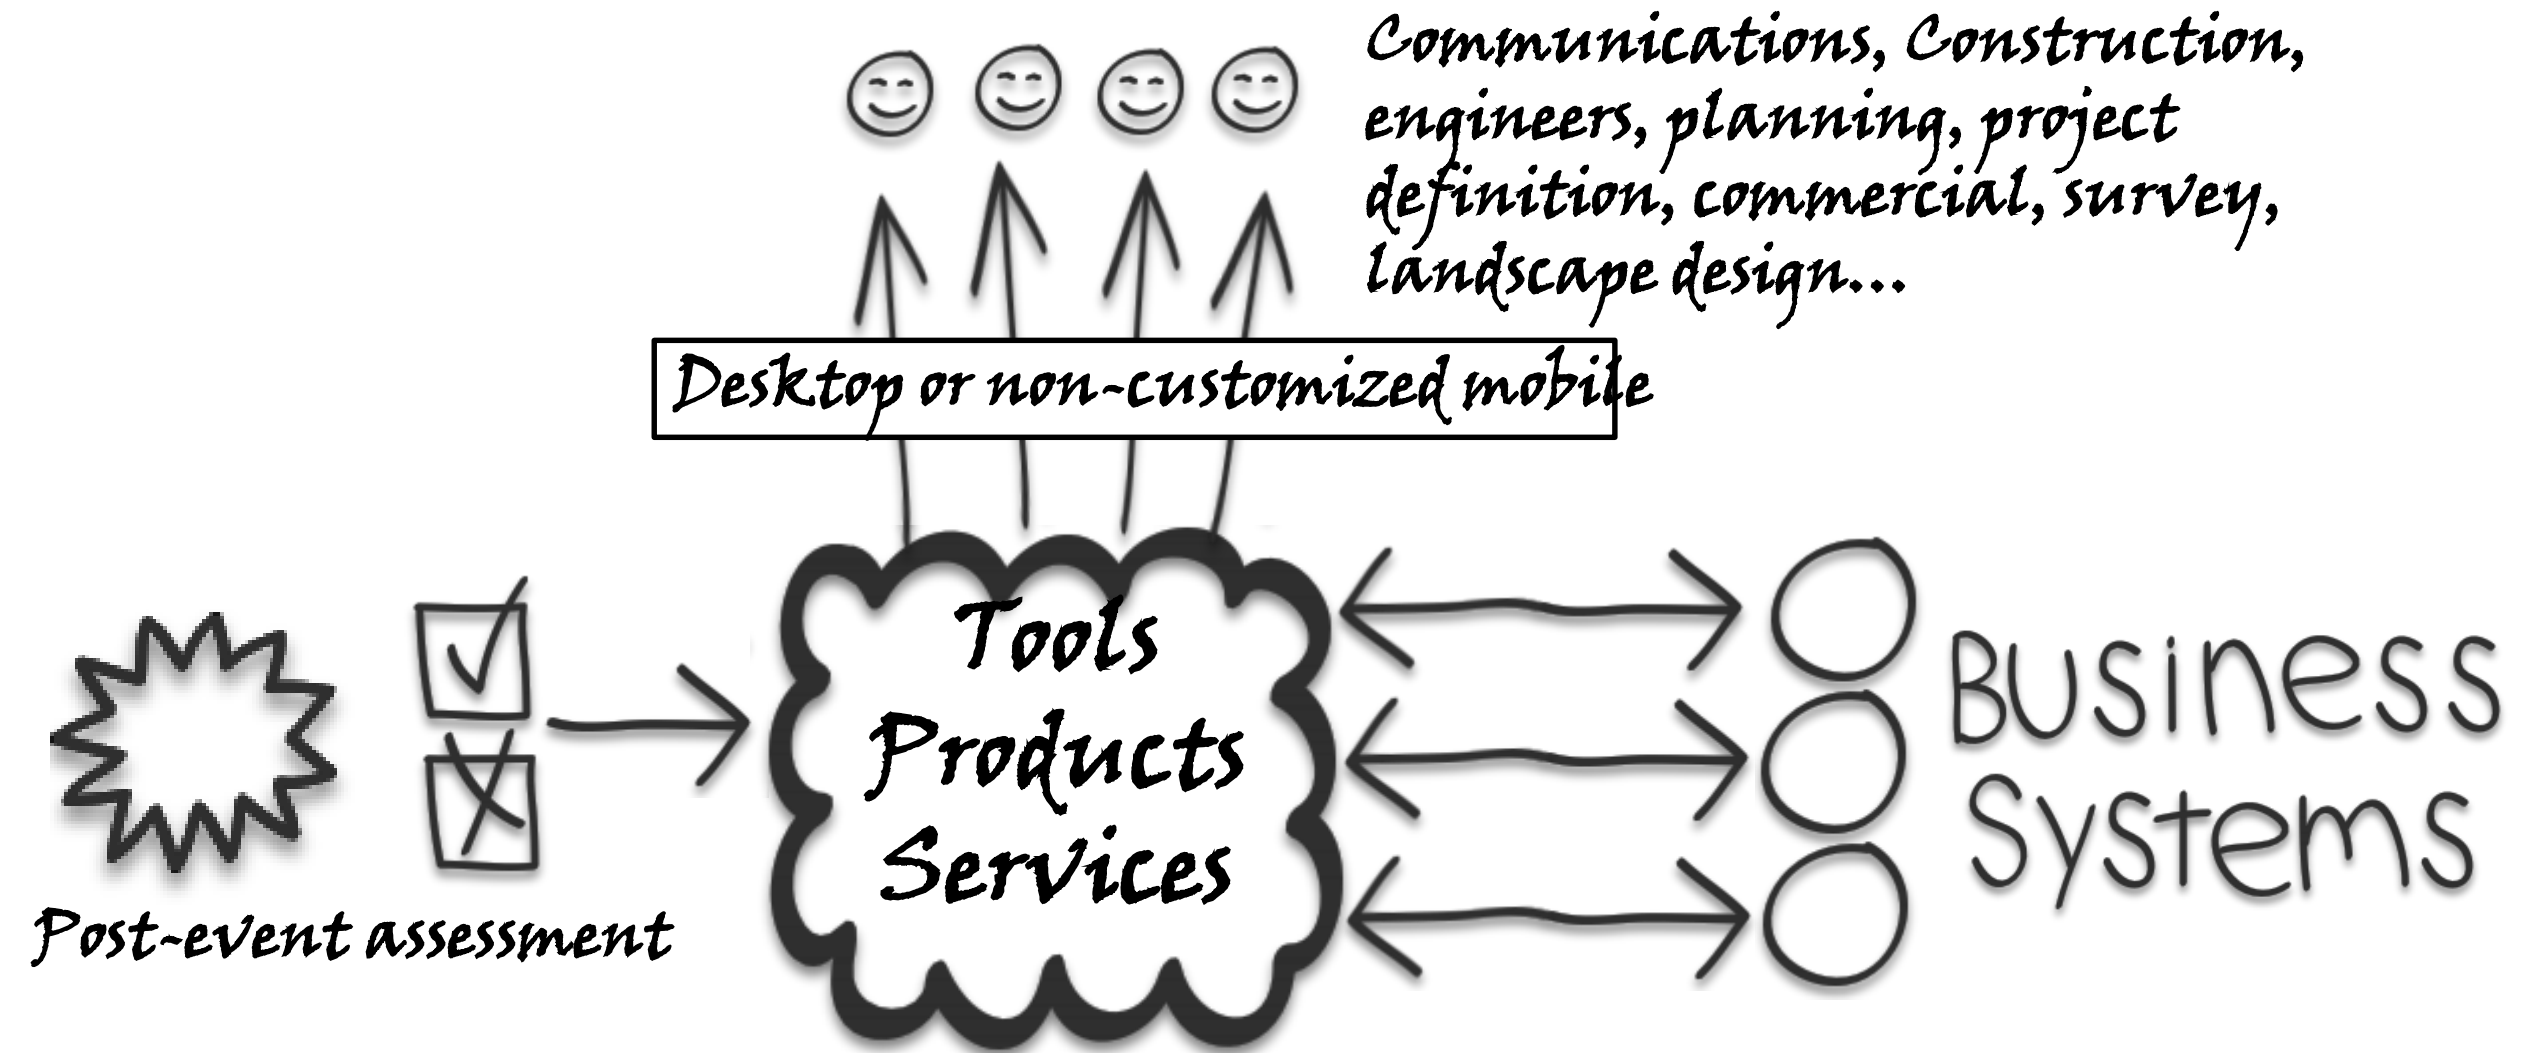 Communications, Construction,
engineers, planning, project
definition, commercial, survey,
landscape design...
Desktop or non-customized mobile
Tools
Products
Services
Business
Systems
Post-event assessment